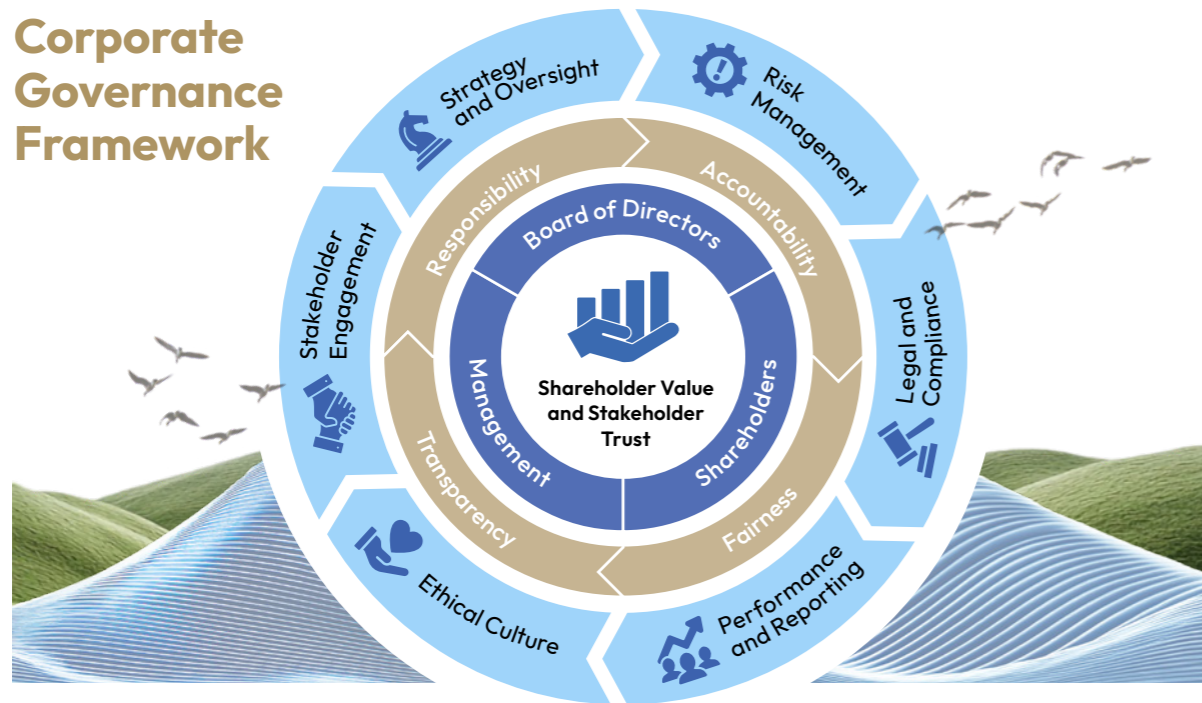 Corporate
Governance
Framework
Strategy
and Oversight
Risk
Management
Legal and
Compliance
Performance
and Reporting
Ethical Culture
Stakeholder
Engagement
Responsibility
Accountability
Fairness
Transparency
Board of Directors
Shareholders
Management
Shareholder Value
and Stakeholder
Trust